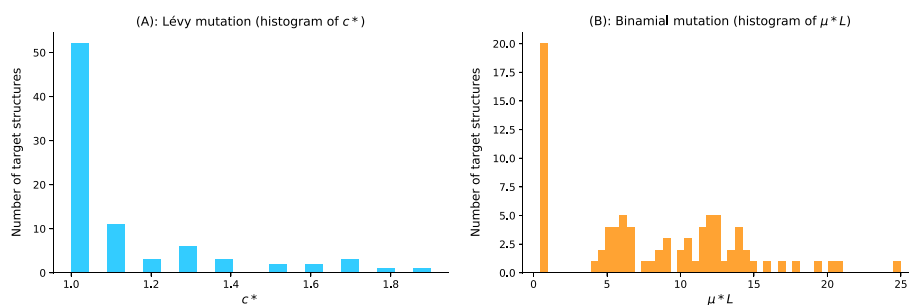 (A): Lévy mutation (histogram of c*)
Number of target structures
50
40
30
20
10
0
1.0 1.2 1.4 1.6 1.8
c*
(B): Binamial mutation (histogram of μ*L)
Number of target structures
20.0
17.5
15.0
12.5
10.0
7.5
5.0
2.5
0.0
0 5 10 15 20 25
μ*L